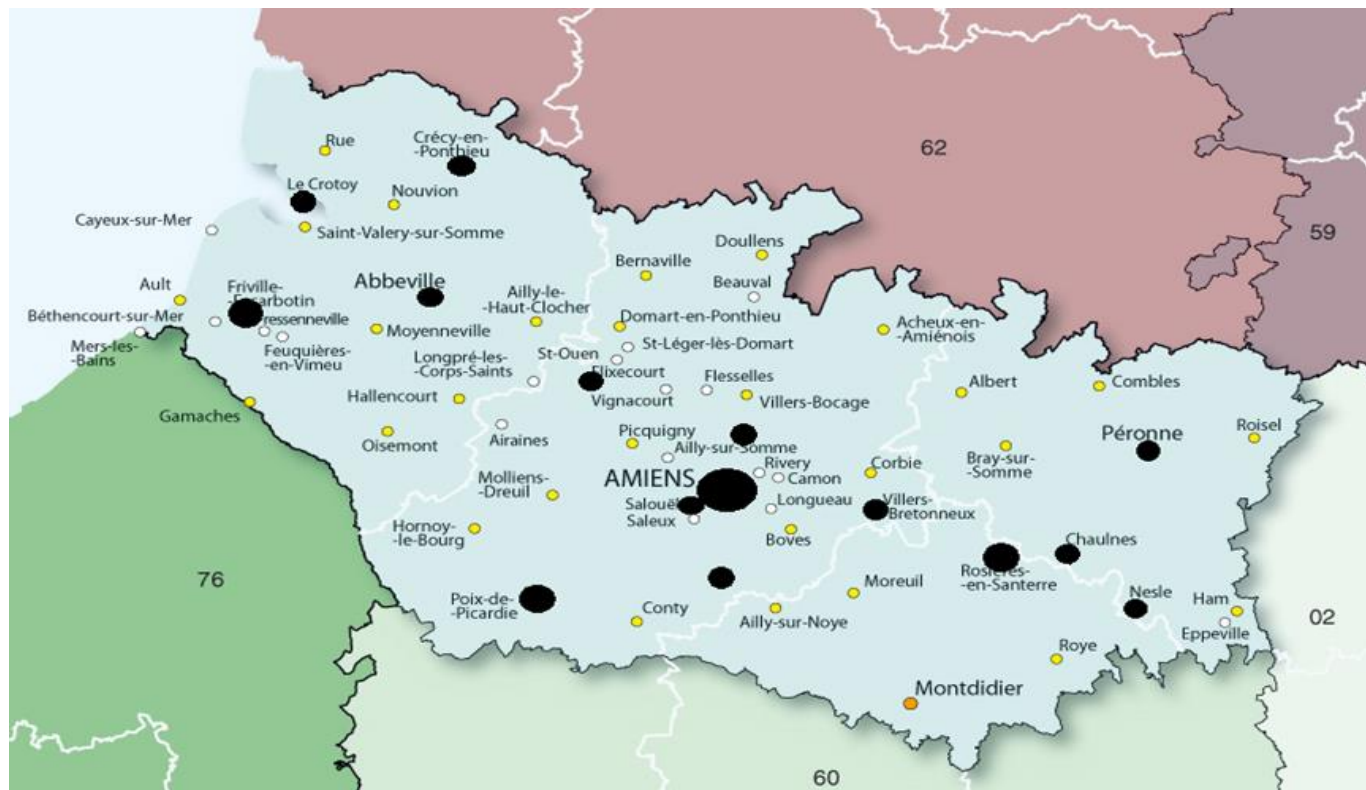 62
59
Rue
Crécy-en-
-Ponthieu
Le Crotoy
Nouvion
Cayeux-sur-Mer
Saint-Valery-sur-Somme
Doullens
Bernaville
Beauval
Ault
Friville-
Abbeville
Ailly-le-
-Haut-Clocher
Béthencourt-sur-Mer
Moyenneville
Domart-en-Ponthieu
Acheux-en-
-Amiénois
Mers-les-
-Bains
Feuquières-
en-Vimeu
Longpré-les-
-Corps-Saints
St-Ouen
St-Léger-lès-Domart
Flixecourt
Flesselles
Vignacourt
Villers-Bocage
Albert
Combles
Gamaches
Hallencourt
Oisemont
Airaines
Picquigny
Ailly-sur-Somme
Corbie
Bray-sur-
-Somme
Péronne
Roisel
Molliens-
-Dreuil
AMIENS
Rivery
Camon
Salouël
Saleux
Longueau
Villers-
-Bretonneux
Hornoy-
-le-Bourg
Boves
Chaulnes
Rosières-
-en-Santerre
76
Poix-de-
-Picardie
Conty
Ailly-sur-Noye
Moreuil
Nesle
Ham
Eppeville
02
Roye
Montdidier
60